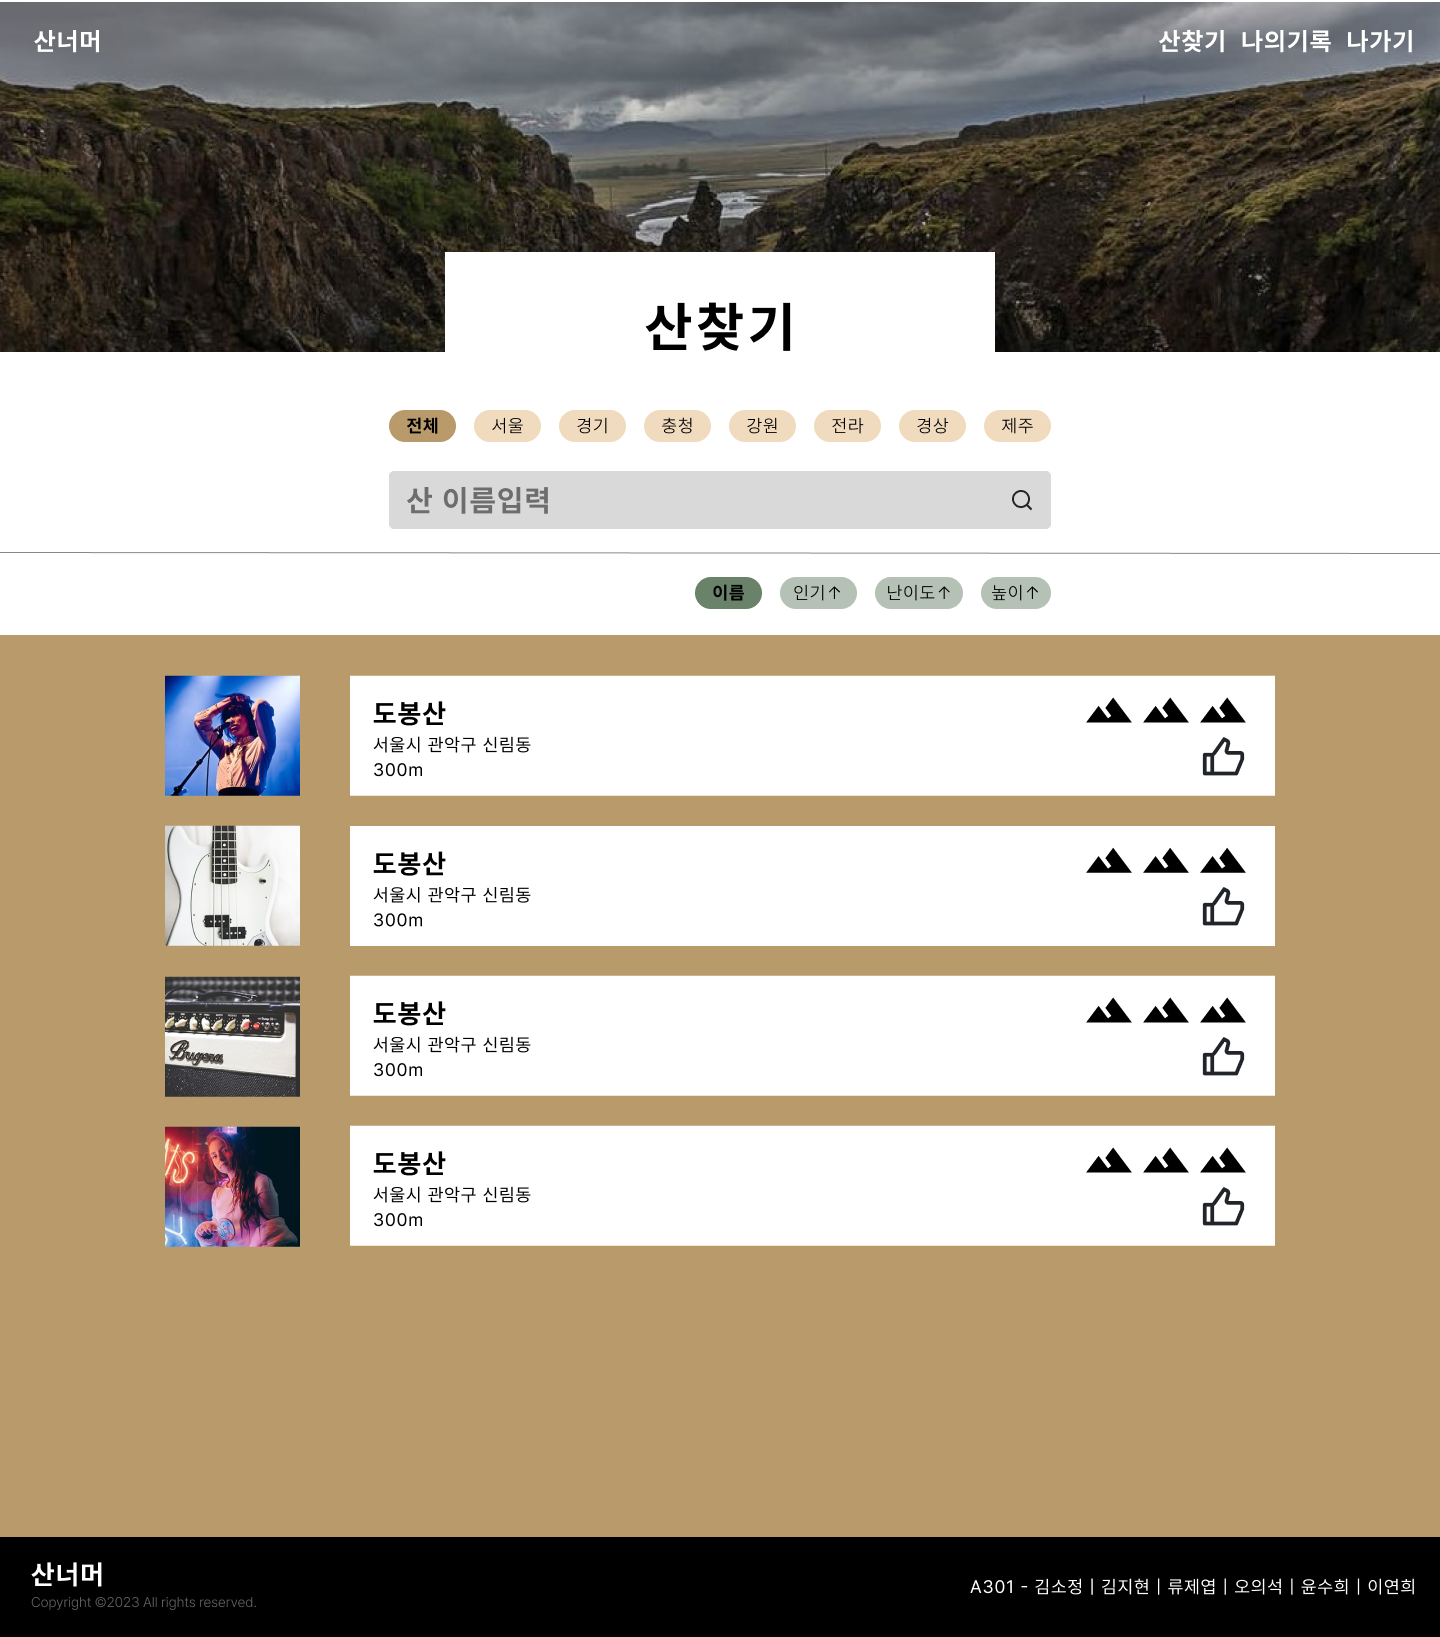 산너머
산찾기 나의기록 나가기
산찾기
전체 서울 경기 충청 강원 전라 경상 제주
산 이름입력
이름 인기↑ 난이도↑ 높이↑
도봉산
서울시 관악구 신림동
300m
도봉산
서울시 관악구 신림동
300m
Bugera
도봉산
서울시 관악구 신림동
300m
도봉산
서울시 관악구 신림동
300m
산너머
Copyright ©2023 All rights reserved.
A301 - 김소정 | 김지현 | 류제엽 | 오의석 | 윤수희 | 이연희